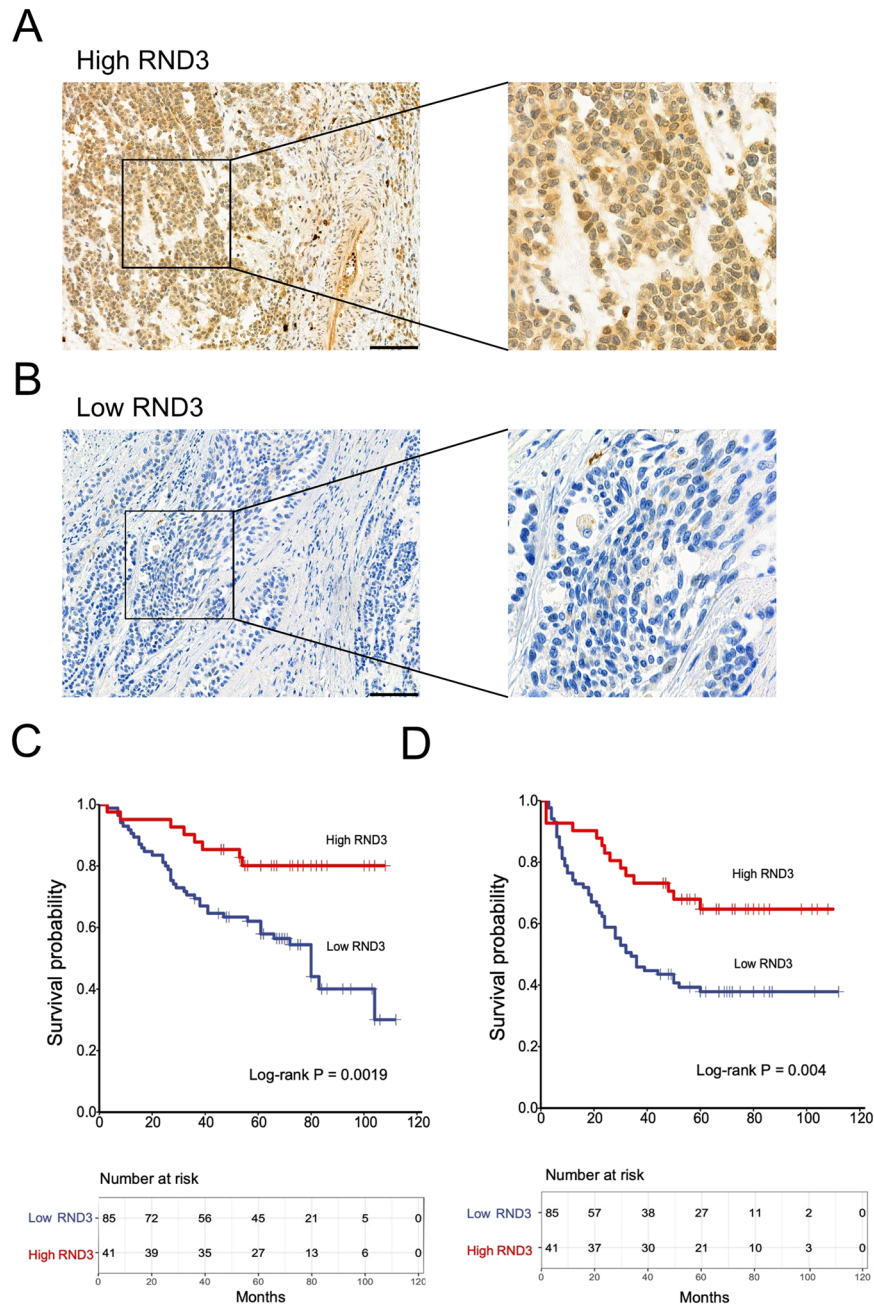 A
High RND3
B
Low RND3
C
D
1.0
0.8
0.6
0.4
0.2
0.0
0
20
40
60
80
100
120
Survival probability
High RND3
Low RND3
Log-rank P = 0.0019
1.0
0.8
0.6
0.4
0.2
0.0
0
20
40
60
80
100
120
Survival probability
High RND3
Low RND3
Log-rank P = 0.004
Number at risk
Low RND3 85 72 56 45 21 5 0
High RND3 41 39 35 27 13 6 0
0 20 40 60 80 100 120
Months
Number at risk
Low RND3 85 57 38 27 11 2 0
High RND3 41 37 30 21 10 3 0
0 20 40 60 80 100 120
Months